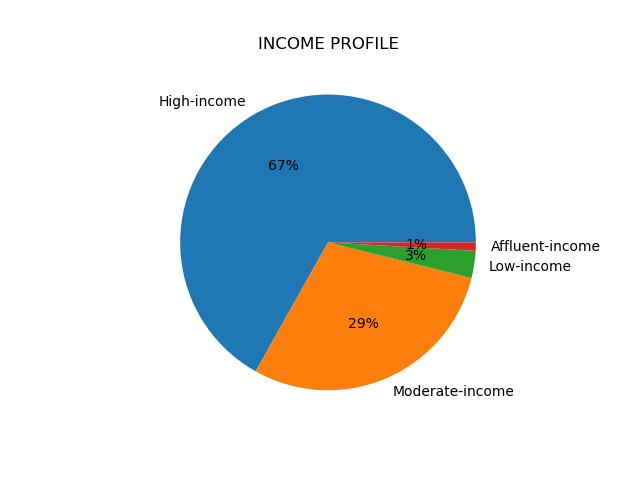 INCOME PROFILE
High-income
67%
1%
Affluent-income
3%
Low-income
29%
Moderate-income